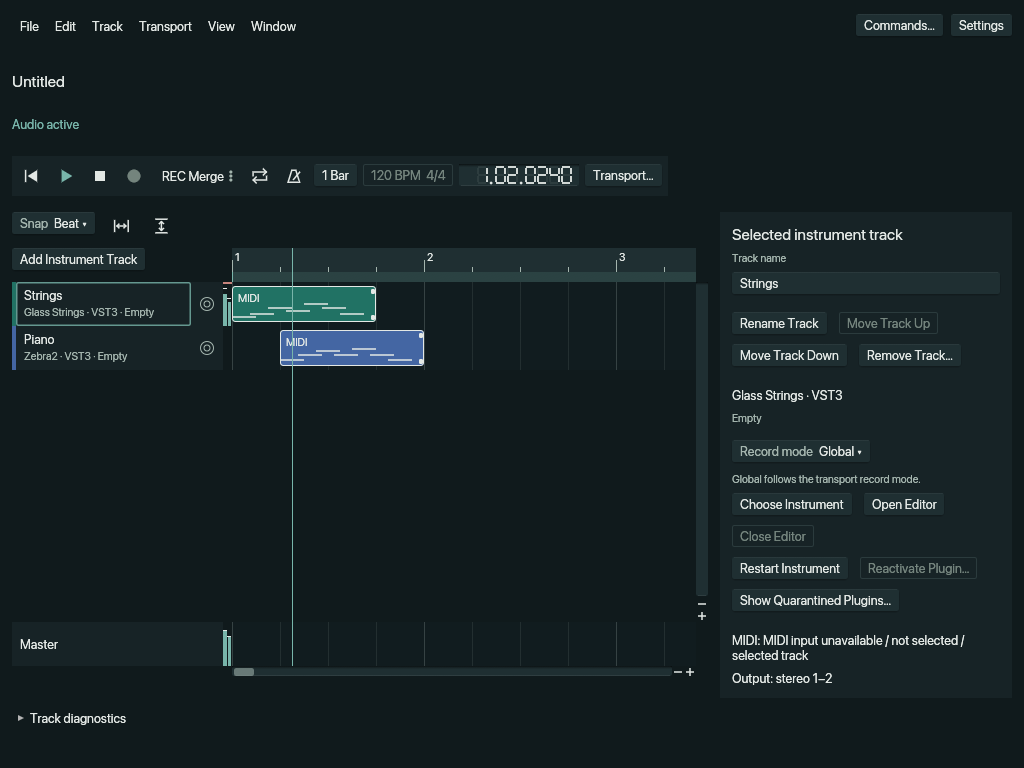 File Edit Track Transport View Window Commands... Settings
Untitled
Audio active
REC Merge 1 Bar 120 BPM 4/4 1.02.0240 Transport...
Snap Beat
Add Instrument Track
1 2 3
Strings
Glass Strings · VST3 · Empty
MIDI
Piano
Zebra2 · VST3 · Empty
MIDI
Master
Track diagnostics
Selected instrument track
Track name
Strings
Rename Track Move Track Up
Move Track Down Remove Track...
Glass Strings · VST3
Empty
Record mode Global
Global follows the transport record mode.
Choose Instrument Open Editor
Close Editor
Restart Instrument Reactivate Plugin...
Show Quarantined Plugins...
MIDI: MIDI input unavailable / not selected /
selected track
Output: stereo 1–2